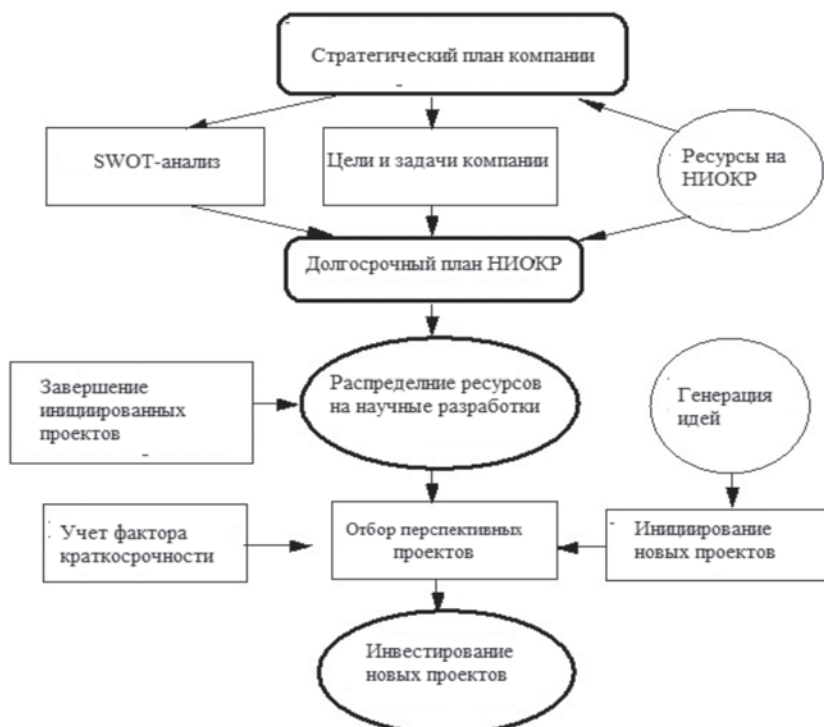 Стратегический план компании
SWOT-анализ
Цели и задачи компании
Ресурсы на
НИОКР
Долгосрочный план НИОКР
Завершение
инициированных
проектов
Распределние ресурсов
на научные разработки
Генерация
идей
Учет фактора
краткосрочности
Отбор перспективных
проектов
Инициирование
новых проектов
Инвестирование
новых проектов